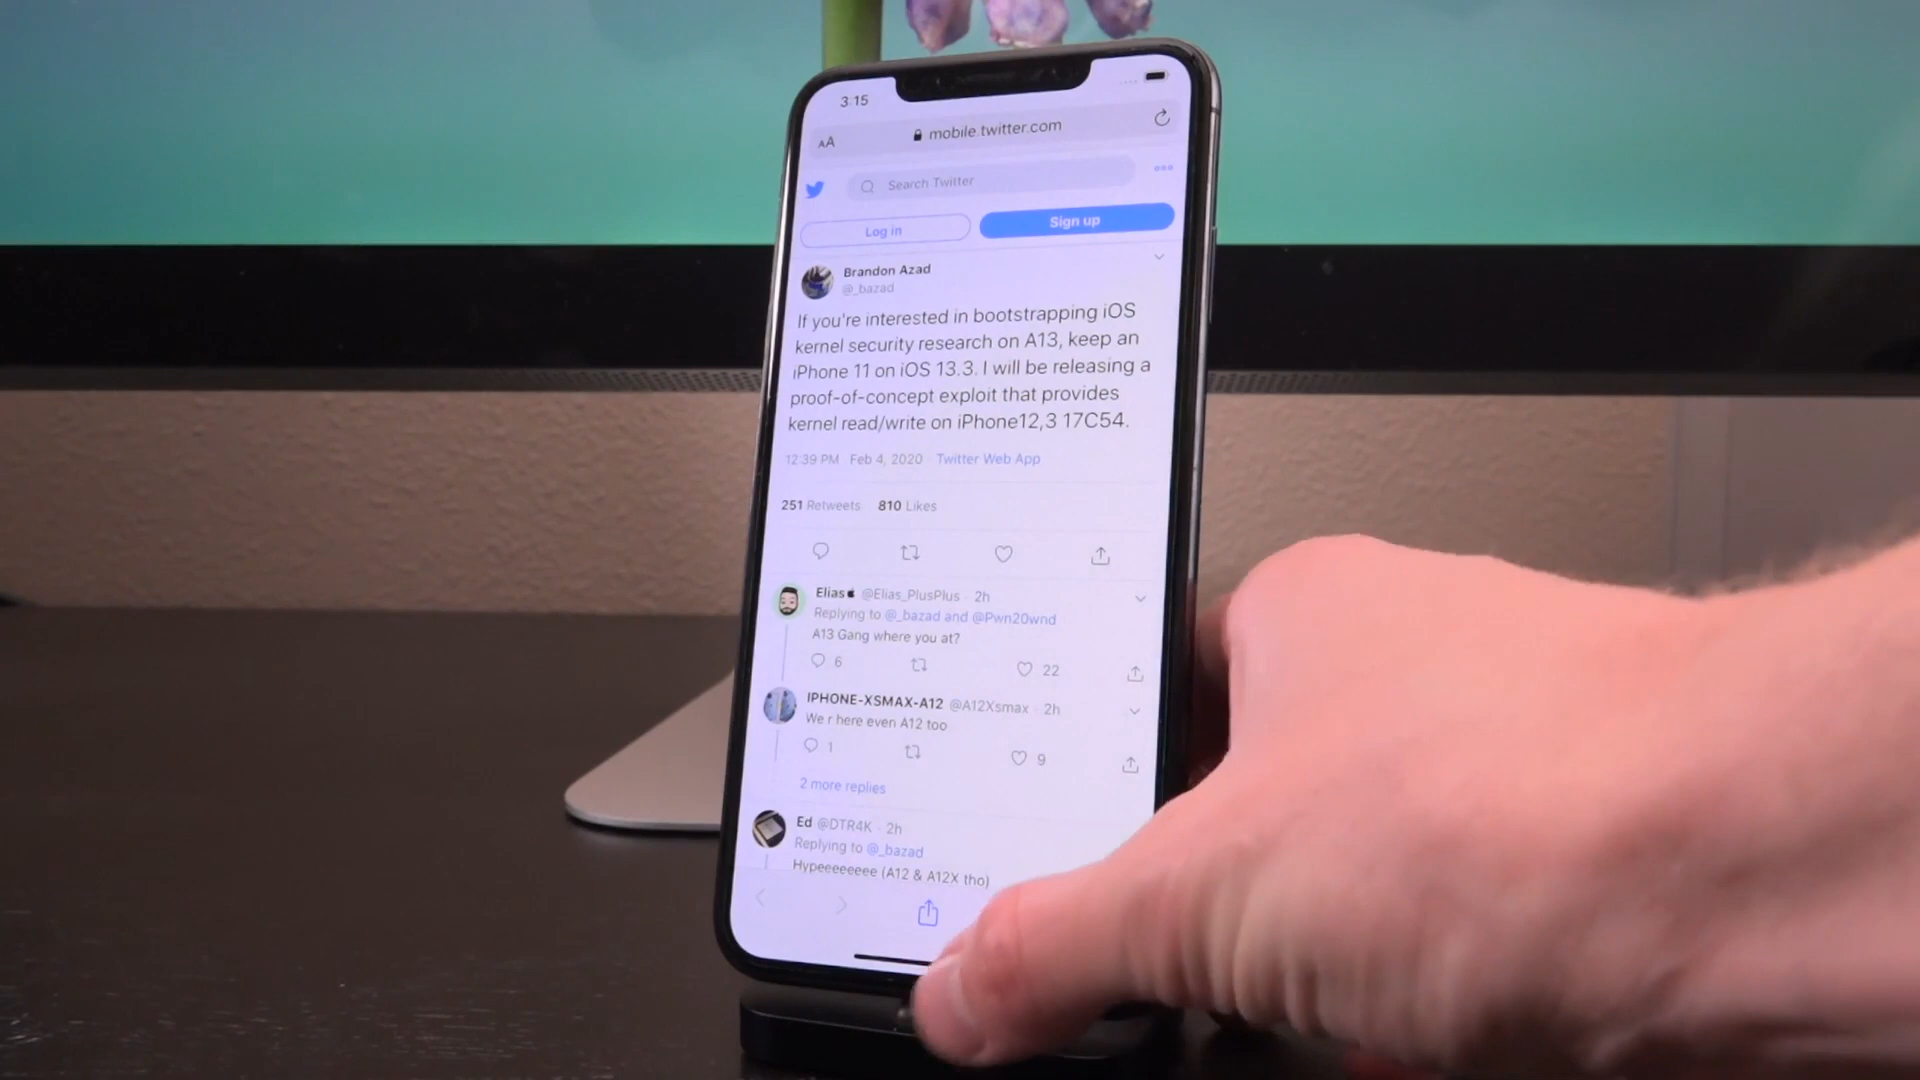 3:15
AA mobile.twitter.com
Search Twitter
Log in Sign up
Brandon Azad
@_bazad
If you're interested in bootstrapping iOS
kernel security research on A13, keep an
iPhone 11 on iOS 13.3. I will be releasing a
proof-of-concept exploit that provides
kernel read/write on iPhone12,3 17C54.
12:39 PM Feb 4, 2020 · Twitter Web App
251 Retweets 810 Likes
Elias @Elias_PlusPlus · 2h
Replying to @_bazad and @Pwn20wnd
A13 Gang where you at?
6 22
IPHONE-XSMAX-A12 @A12Xsmax · 2h
We r here even A12 too
1 9
2 more replies
Ed @DTR4K · 2h
Replying to @_bazad
Hypeeeeeeee (A12 & A12X tho)